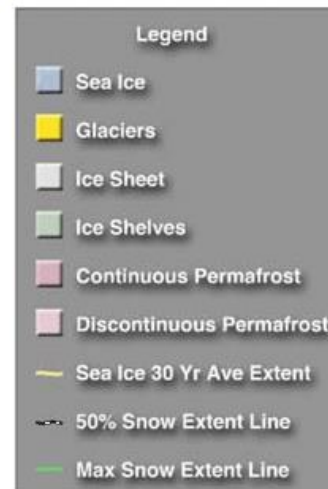 Legend
Sea Ice
Glaciers
Ice Sheet
Ice Shelves
Continuous Permafrost
Discontinuous Permafrost
Sea Ice 30 Yr Ave Extent
50% Snow Extent Line
Max Snow Extent Line